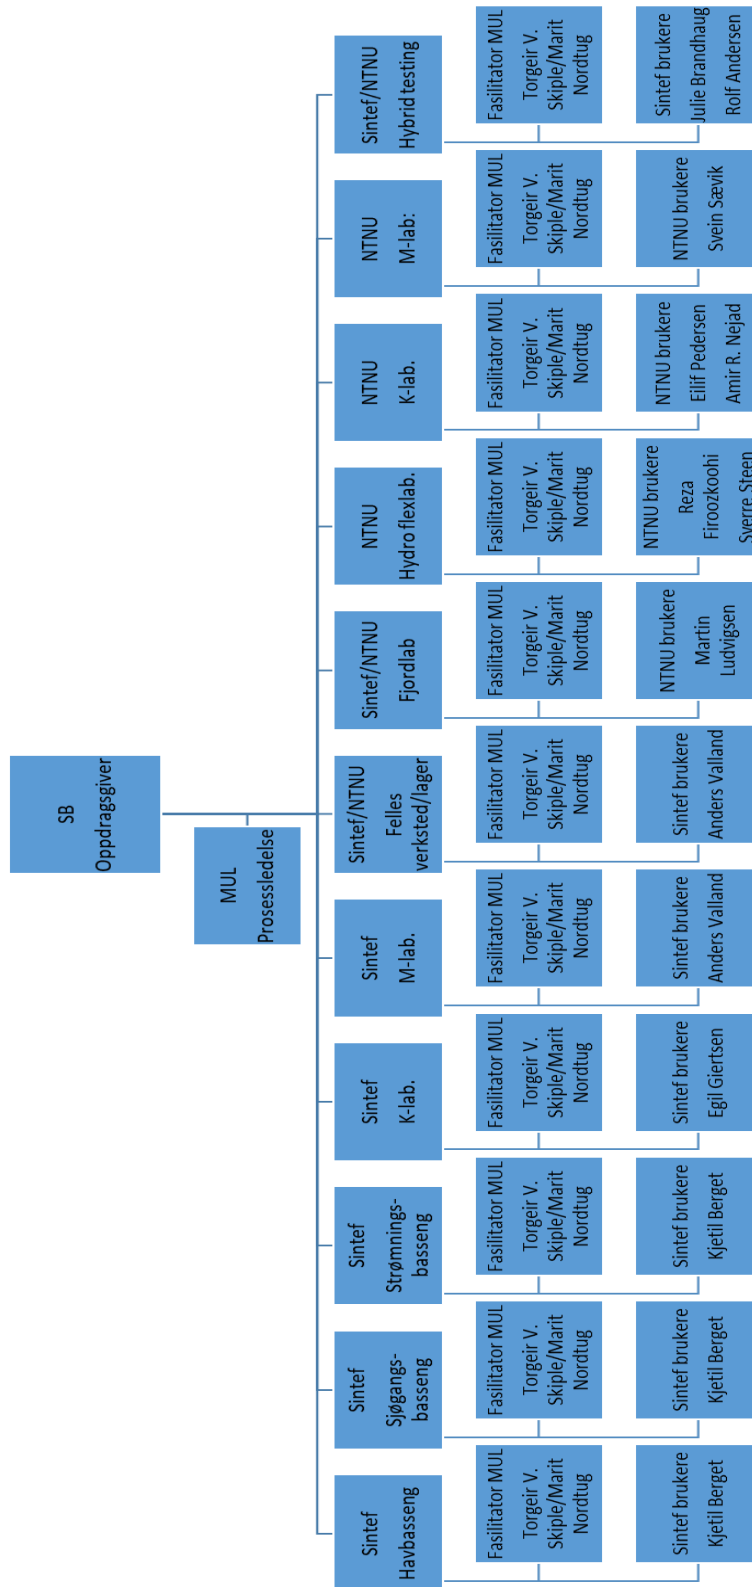 SB
Oppdragsgiver
MUL
Prosessledelse
Sintef
Havbasseng
Fasilitator MUL
Torgeir V.
Skiple/Marit
Nordtug
Sintef brukere
Kjetil Berget
Sintef
Sjøgangs-
basseng
Fasilitator MUL
Torgeir V.
Skiple/Marit
Nordtug
Sintef brukere
Kjetil Berget
Sintef
Strømnings-
basseng
Fasilitator MUL
Torgeir V.
Skiple/Marit
Nordtug
Sintef brukere
Kjetil Berget
Sintef
K-lab.
Fasilitator MUL
Torgeir V.
Skiple/Marit
Nordtug
Sintef brukere
Egil Giertsen
Sintef
M-lab.
Fasilitator MUL
Torgeir V.
Skiple/Marit
Nordtug
Sintef brukere
Anders Valland
Sintef/NTNU
Felles
verksted/lager
Fasilitator MUL
Torgeir V.
Skiple/Marit
Nordtug
Sintef brukere
Anders Valland
Sintef/NTNU
Fjordlab
Fasilitator MUL
Torgeir V.
Skiple/Marit
Nordtug
NTNU brukere
Martin
Ludvigsen
NTNU
Hydro flexlab.
Fasilitator MUL
Torgeir V.
Skiple/Marit
Nordtug
NTNU brukere
Reza
Firoozkoohi
Sverre Steen
NTNU
K-lab.
Fasilitator MUL
Torgeir V.
Skiple/Marit
Nordtug
NTNU brukere
Eilif Pedersen
Amir R. Nejad
NTNU
M-lab:
Fasilitator MUL
Torgeir V.
Skiple/Marit
Nordtug
NTNU brukere
Svein Sævik
Sintef/NTNU
Hybrid testing
Fasilitator MUL
Torgeir V.
Skiple/Marit
Nordtug
Sintef brukere
Julie Brandhaug
Rolf Andersen